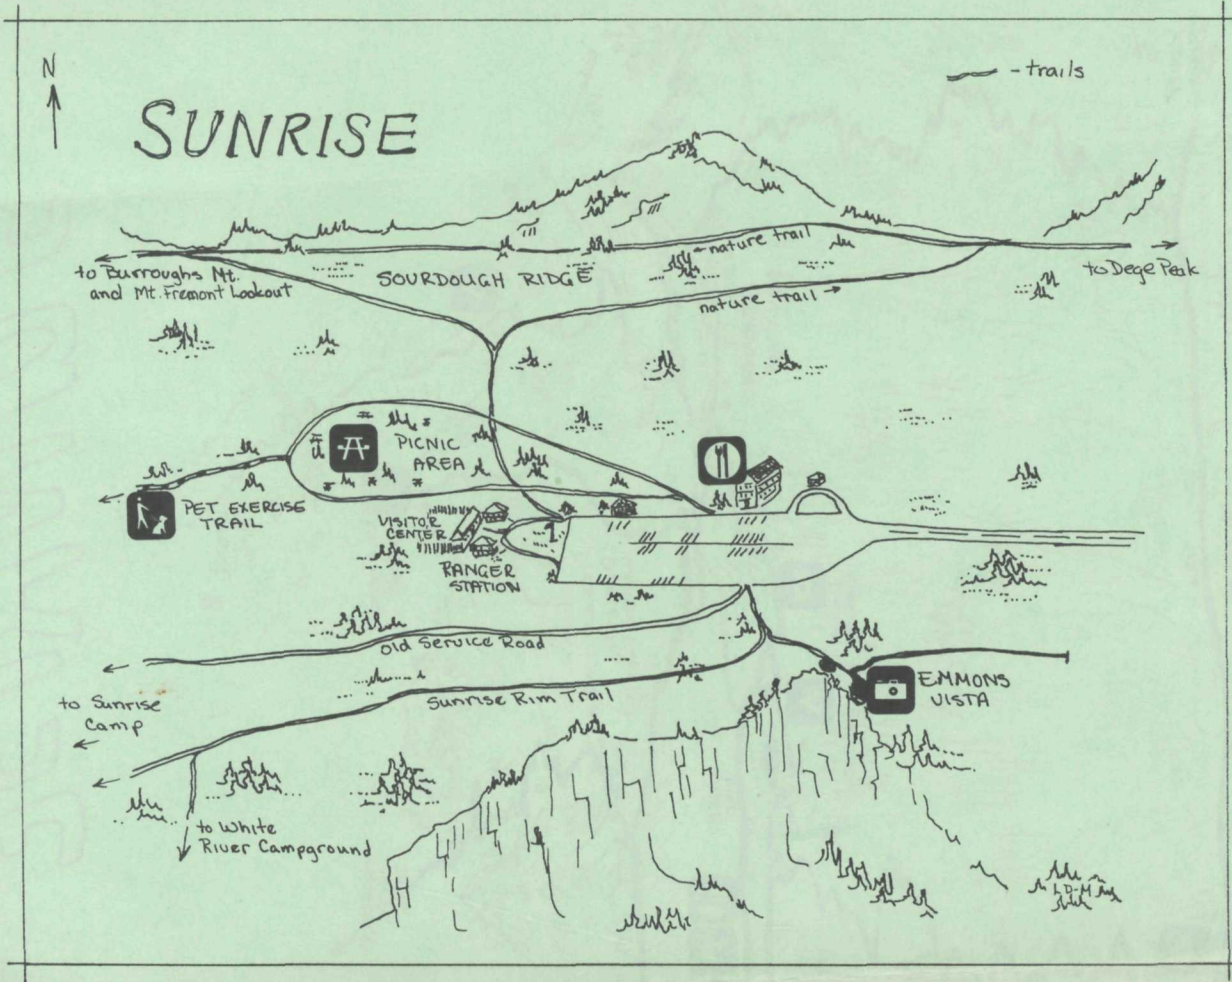 N
- trails
SUNRISE
← nature trail
to Burroughs Mt.
and Mt. Fremont Lookout
SOURDOUGH RIDGE
to Dege Peak
nature trail →
PICNIC
AREA
PET EXERCISE
TRAIL
VISITOR
CENTER
RANGER
STATION
Old Service Road
to Sunrise
Camp
Sunrise Rim Trail
EMMONS
VISTA
to White
River Campground
LD-M